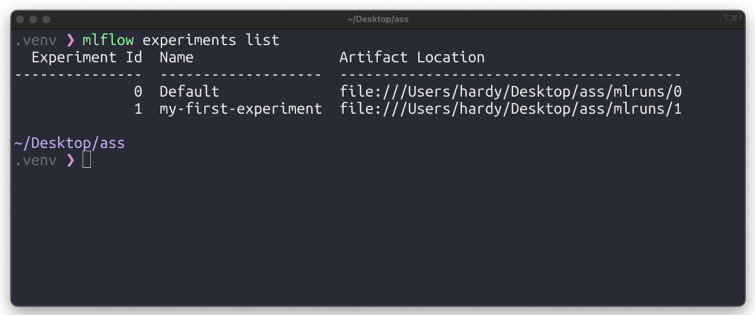 ~/Desktop/ass ⌥⌘1
.venv ❯ mlflow experiments list
  Experiment Id  Name                 Artifact Location
---------------  -------------------  ----------------------------------------
              0  Default              file:///Users/hardy/Desktop/ass/mlruns/0
              1  my-first-experiment  file:///Users/hardy/Desktop/ass/mlruns/1
~/Desktop/ass
.venv ❯